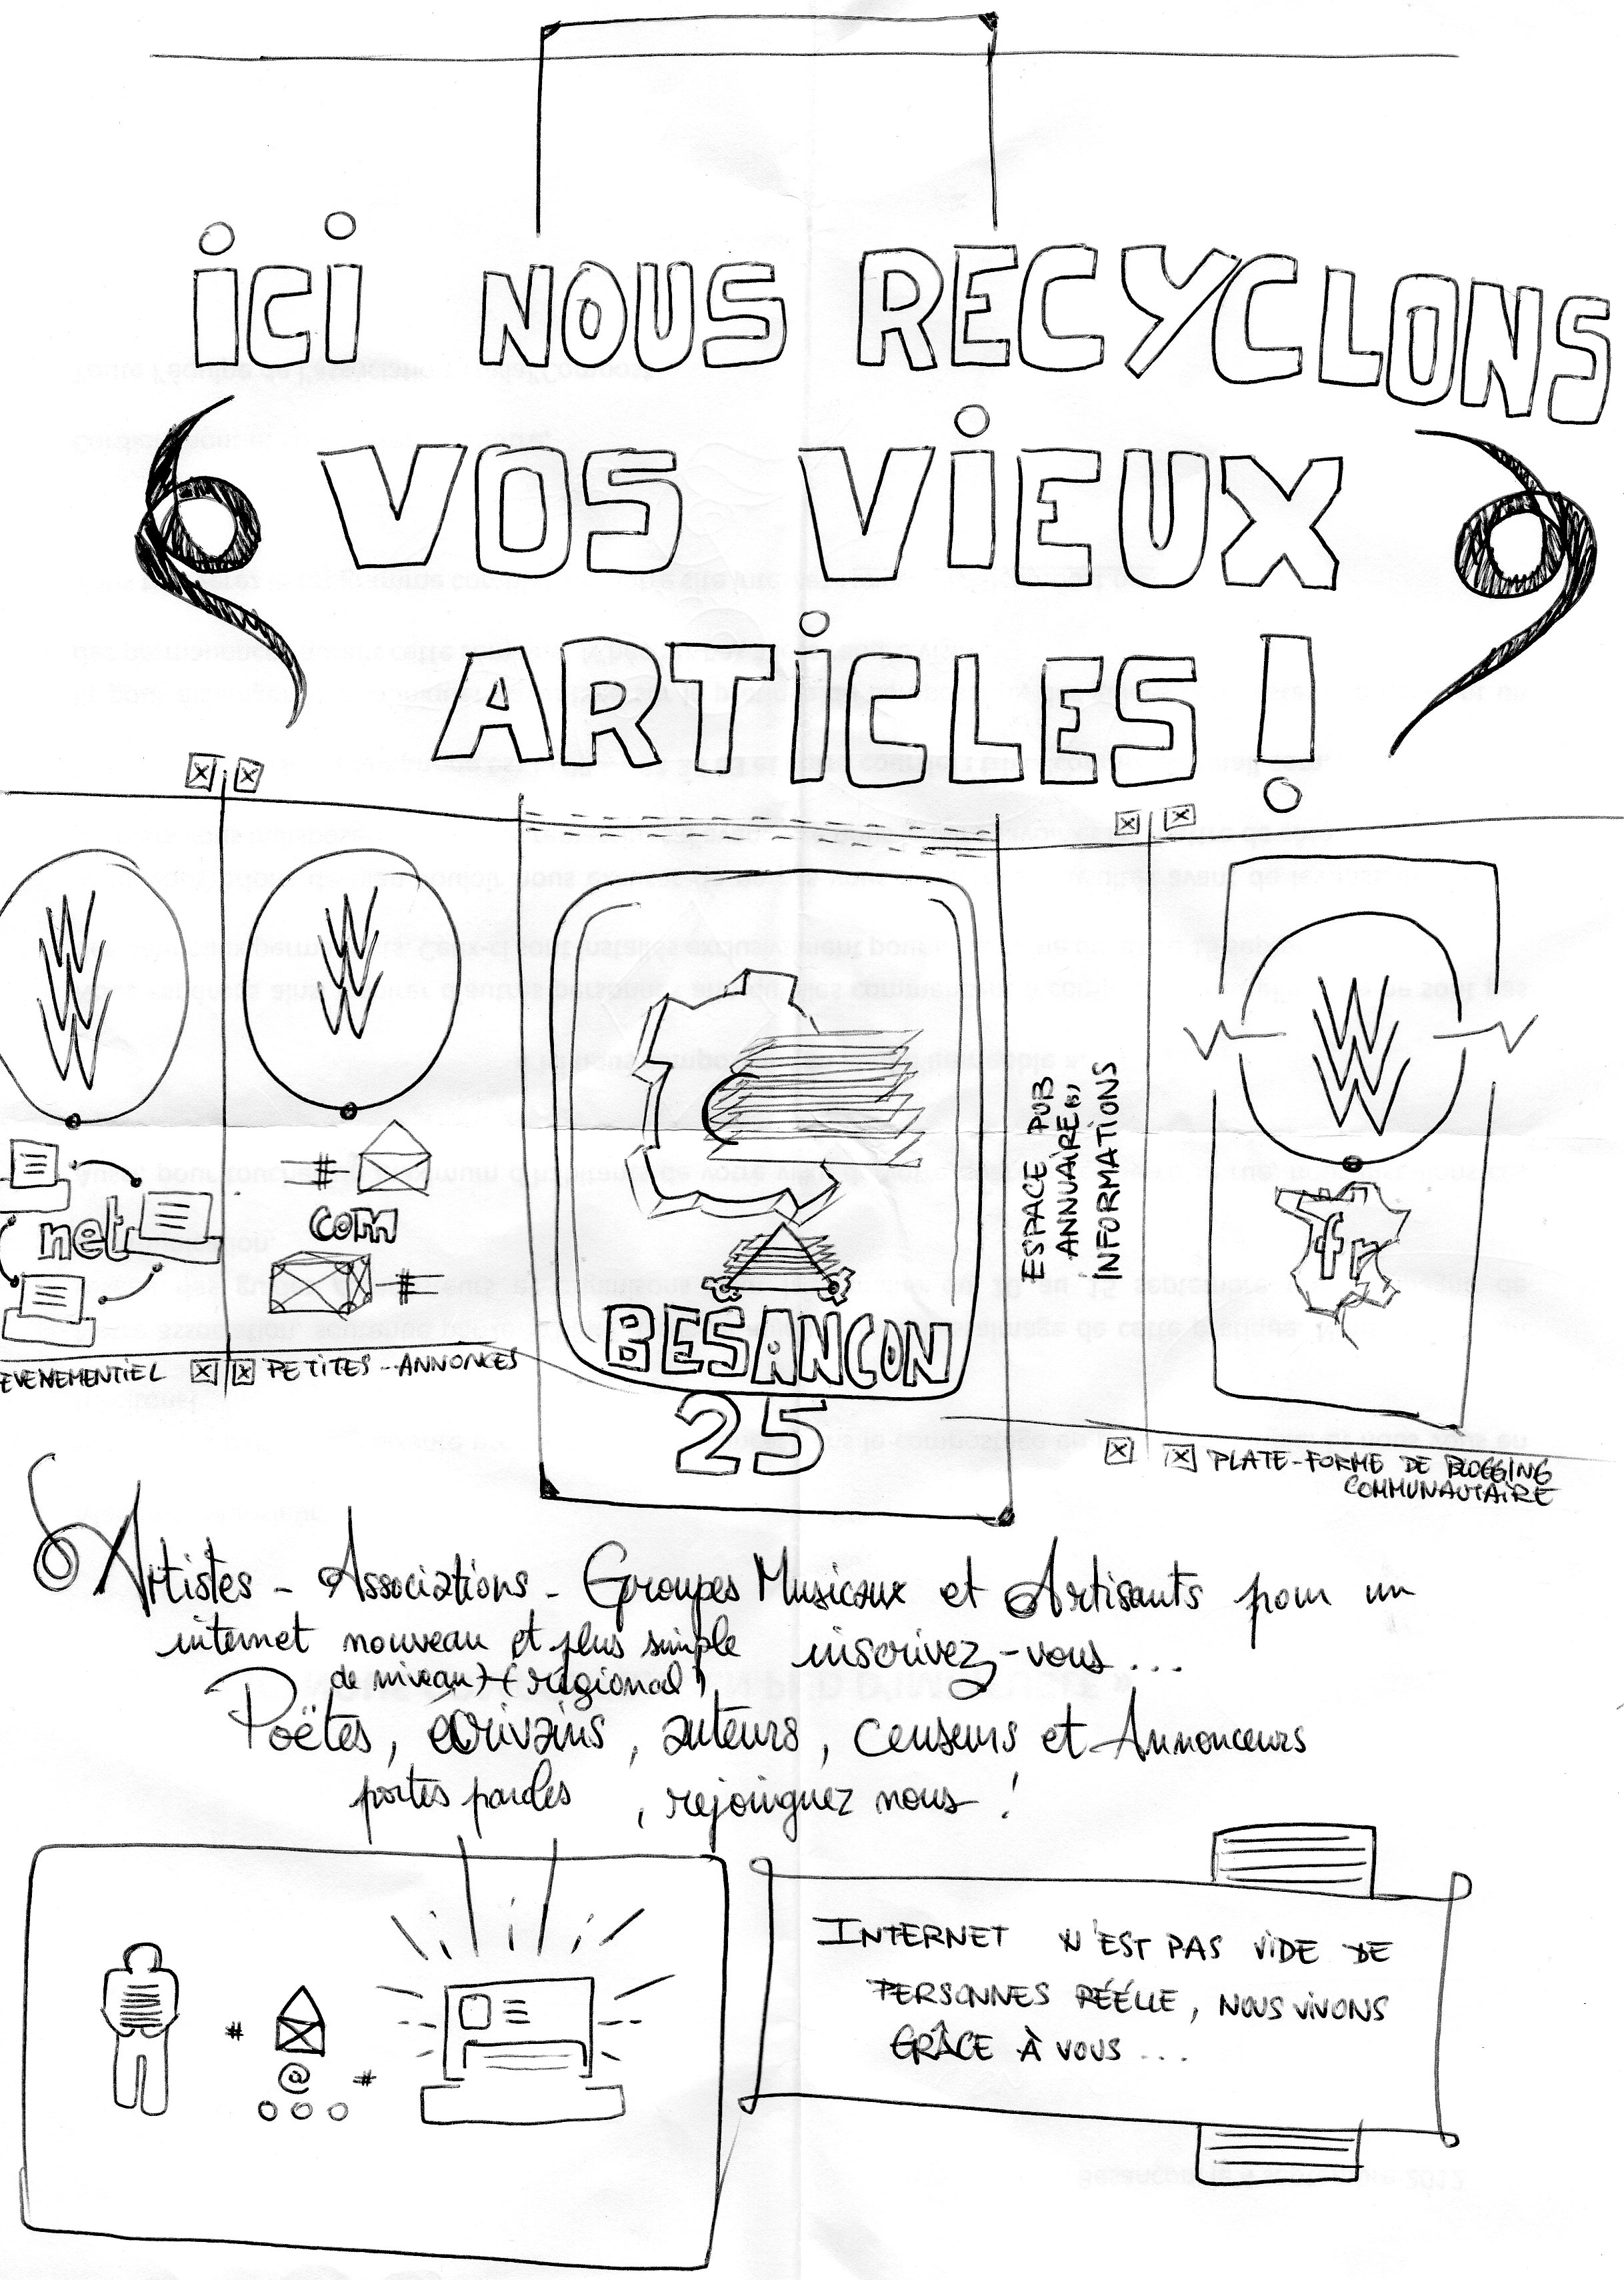 iCi NOUS RECYCLONS
VOS ViEUX
ARTiCLES !
W
W
W
net
EVENEMENTIEL
W
W
W
#
COM
#
PETITES-ANNONCES
BESANCON
25
ESPACE PUB
ANNUAIRE(S),
INFORMATIONS
W
W
W
fr
PLATE-FORME DE BLOGGING
COMMUNAUTAIRE
Artistes - Associations - Groupes Musicaux et Artisants pour un
internet nouveau et plus simple inscrivez-vous...
de niveau régional
Poëtes, écrivains, auteurs, censeurs et Annonceurs
portes paroles, rejoinguez nous !
# @ #
INTERNET N'EST PAS VIDE DE
PERSONNES RÉÉLLE, NOUS VIVONS
GRÂCE À VOUS ...